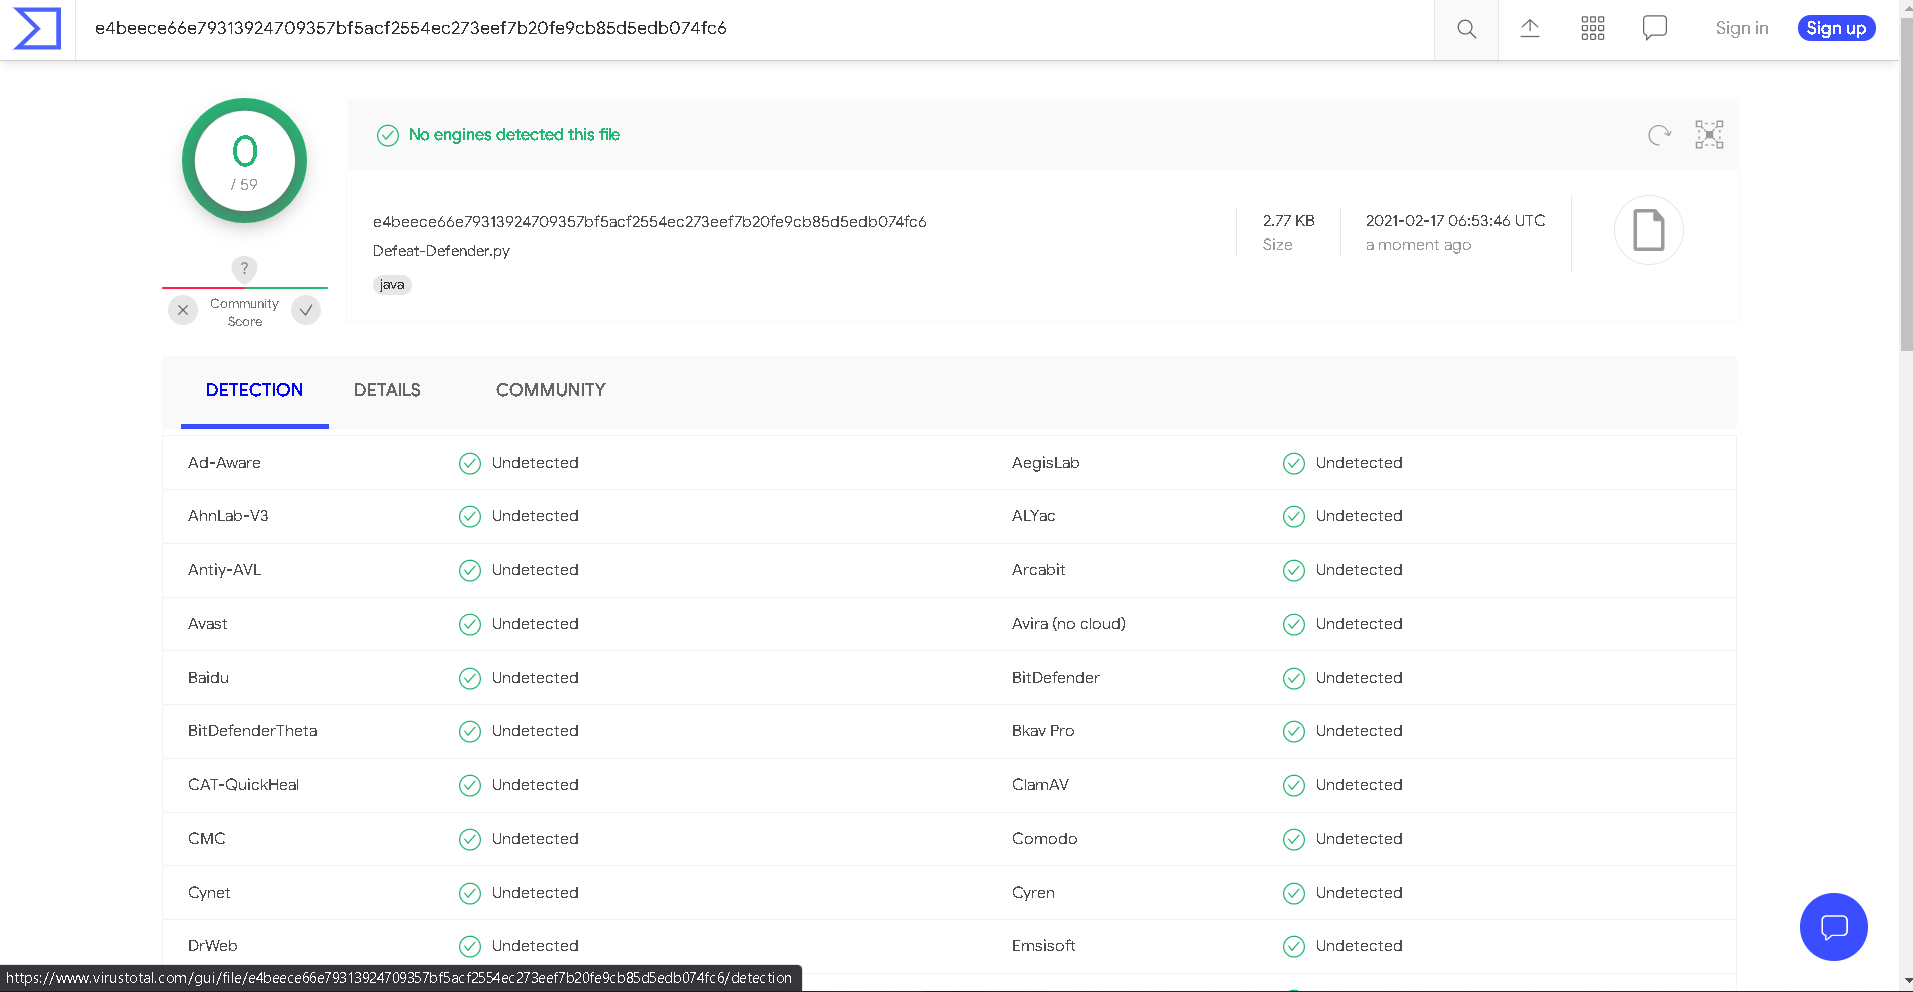 e4beece66e79313924709357bf5acf2554ec273eef7b20fe9cb85d5edb074fc6
Sign in
Sign up
0
/ 59
No engines detected this file
e4beece66e79313924709357bf5acf2554ec273eef7b20fe9cb85d5edb074fc6
Defeat-Defender.py
java
2.77 KB
Size
2021-02-17 06:53:46 UTC
a moment ago
?
Community
Score
DETECTION DETAILS COMMUNITY
Ad-Aware Undetected AegisLab Undetected
AhnLab-V3 Undetected ALYac Undetected
Antiy-AVL Undetected Arcabit Undetected
Avast Undetected Avira (no cloud) Undetected
Baidu Undetected BitDefender Undetected
BitDefenderTheta Undetected Bkav Pro Undetected
CAT-QuickHeal Undetected ClamAV Undetected
CMC Undetected Comodo Undetected
Cynet Undetected Cyren Undetected
DrWeb Undetected Emsisoft Undetected
https://www.virustotal.com/gui/file/e4beece66e79313924709357bf5acf2554ec273eef7b20fe9cb85d5edb074fc6/detection